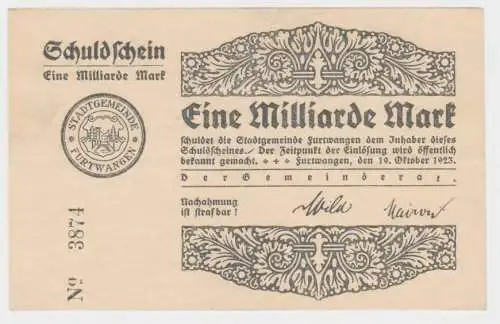 Schuldschein
Eine Milliarde Mark
STADTGEMEINDE
FURTWANGEN
No 3874
Eine Milliarde Mark
schuldet die Stadtgemeinde Furtwangen dem Inhaber dieses
Schuldscheines. Der Zeitpunkt der Einlösung wird öffentlich
bekannt gemacht. * + * Furtwangen, den 19. Oktober 1923.
Der Gemeinderat.
Nachahmung
ist strafbar!